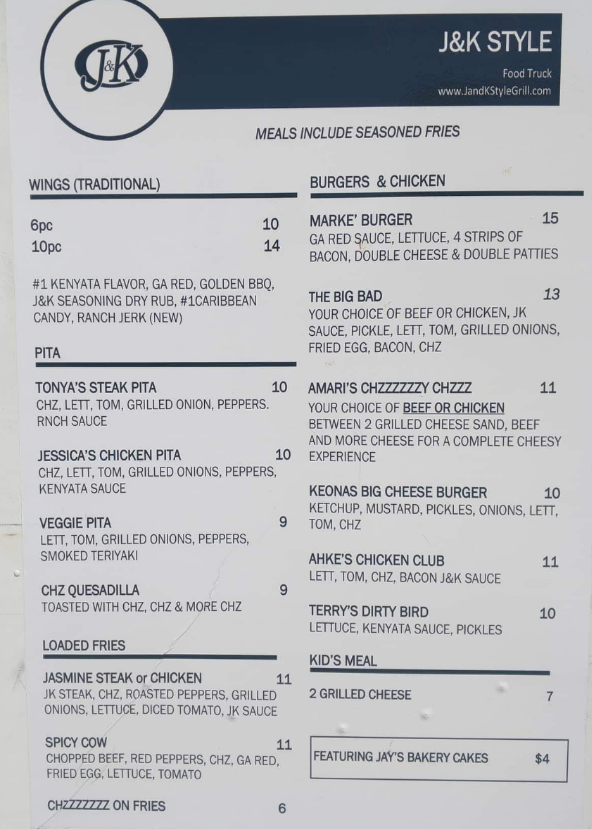 J&K
J&K STYLE
Food Truck
www.JandKStyleGrill.com
MEALS INCLUDE SEASONED FRIES
WINGS (TRADITIONAL)
6pc 10
10pc 14
#1 KENYATA FLAVOR, GA RED, GOLDEN BBQ,
J&K SEASONING DRY RUB, #1CARIBBEAN
CANDY, RANCH JERK (NEW)
PITA
TONYA'S STEAK PITA 10
CHZ, LETT, TOM, GRILLED ONION, PEPPERS.
RNCH SAUCE
JESSICA'S CHICKEN PITA 10
CHZ, LETT, TOM, GRILLED ONIONS, PEPPERS,
KENYATA SAUCE
VEGGIE PITA 9
LETT, TOM, GRILLED ONIONS, PEPPERS,
SMOKED TERIYAKI
CHZ QUESADILLA 9
TOASTED WITH CHZ, CHZ & MORE CHZ
LOADED FRIES
JASMINE STEAK or CHICKEN 11
JK STEAK, CHZ, ROASTED PEPPERS, GRILLED
ONIONS, LETTUCE, DICED TOMATO, JK SAUCE
SPICY COW 11
CHOPPED BEEF, RED PEPPERS, CHZ, GA RED,
FRIED EGG, LETTUCE, TOMATO
CHZZZZZZZ ON FRIES 6
BURGERS & CHICKEN
MARKE' BURGER 15
GA RED SAUCE, LETTUCE, 4 STRIPS OF
BACON, DOUBLE CHEESE & DOUBLE PATTIES
THE BIG BAD 13
YOUR CHOICE OF BEEF OR CHICKEN, JK
SAUCE, PICKLE, LETT, TOM, GRILLED ONIONS,
FRIED EGG, BACON, CHZ
AMARI'S CHZZZZZZY CHZZZ 11
YOUR CHOICE OF BEEF OR CHICKEN
BETWEEN 2 GRILLED CHEESE SAND, BEEF
AND MORE CHEESE FOR A COMPLETE CHEESY
EXPERIENCE
KEONAS BIG CHEESE BURGER 10
KETCHUP, MUSTARD, PICKLES, ONIONS, LETT,
TOM, CHZ
AHKE'S CHICKEN CLUB 11
LETT, TOM, CHZ, BACON J&K SAUCE
TERRY'S DIRTY BIRD 10
LETTUCE, KENYATA SAUCE, PICKLES
KID'S MEAL
2 GRILLED CHEESE 7
FEATURING JAY'S BAKERY CAKES $4